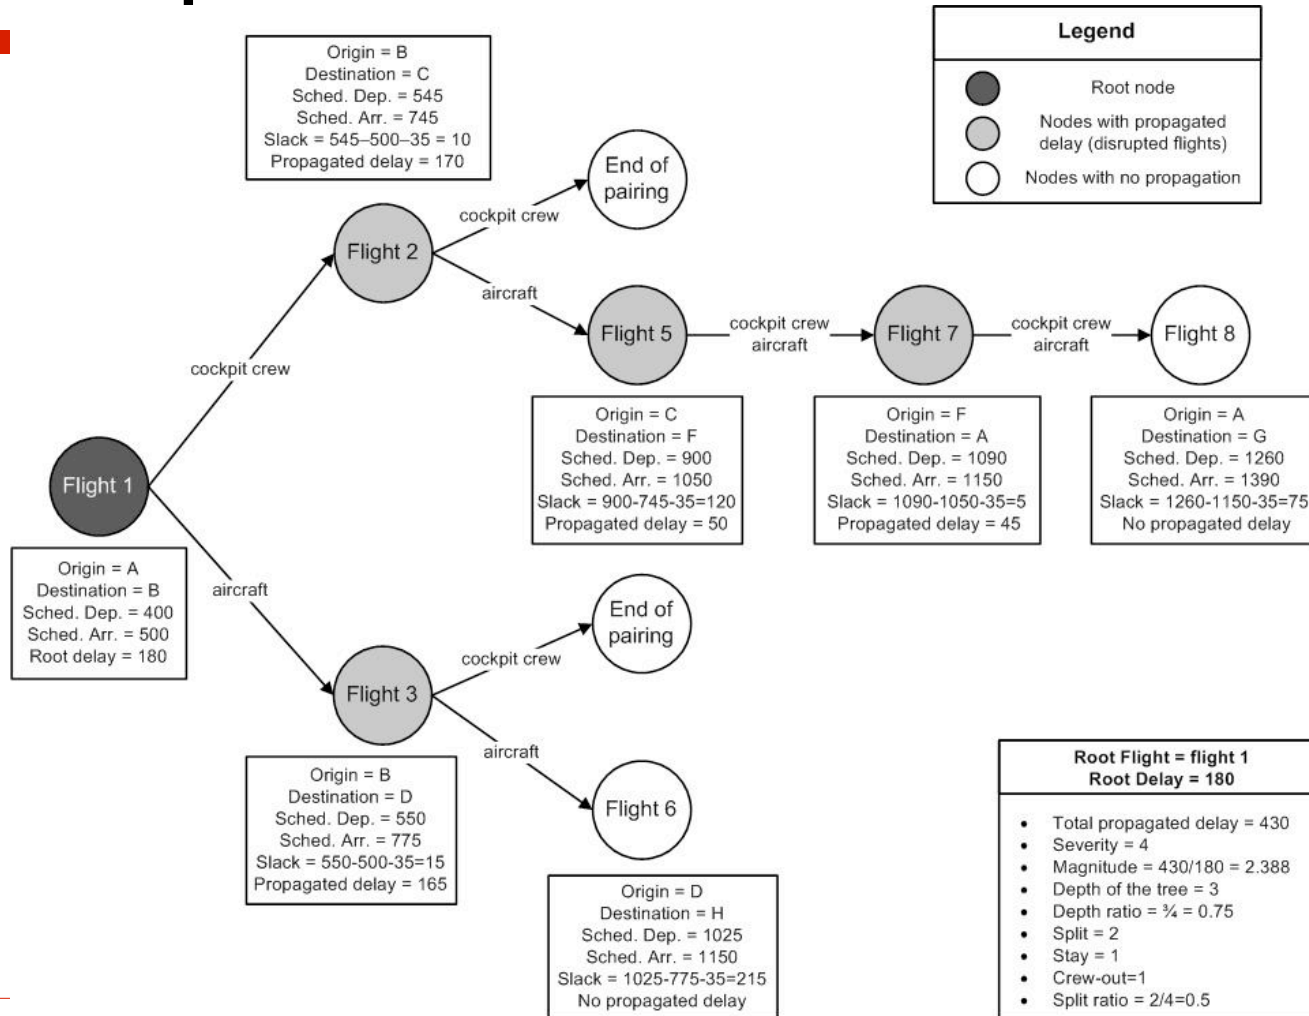 Legend
Root node
Nodes with propagated
delay (disrupted flights)
Nodes with no propagation
Origin = B
Destination = C
Sched. Dep. = 545
Sched. Arr. = 745
Slack = 545–500–35 = 10
Propagated delay = 170
End of
pairing
cockpit crew
Flight 2
aircraft
Flight 5
cockpit crew
aircraft
Flight 7
cockpit crew
aircraft
Flight 8
cockpit crew
Origin = C
Destination = F
Sched. Dep. = 900
Sched. Arr. = 1050
Slack = 900-745-35=120
Propagated delay = 50
Origin = F
Destination = A
Sched. Dep. = 1090
Sched. Arr. = 1150
Slack = 1090-1050-35=5
Propagated delay = 45
Origin = A
Destination = G
Sched. Dep. = 1260
Sched. Arr. = 1390
Slack = 1260-1150-35=75
No propagated delay
Flight 1
Origin = A
Destination = B
Sched. Dep. = 400
Sched. Arr. = 500
Root delay = 180
aircraft
End of
pairing
cockpit crew
Flight 3
aircraft
Flight 6
Origin = B
Destination = D
Sched. Dep. = 550
Sched. Arr. = 775
Slack = 550-500-35=15
Propagated delay = 165
Origin = D
Destination = H
Sched. Dep. = 1025
Sched. Arr. = 1150
Slack = 1025-775-35=215
No propagated delay
Root Flight = flight 1
Root Delay = 180
• Total propagated delay = 430
• Severity = 4
• Magnitude = 430/180 = 2.388
• Depth of the tree = 3
• Depth ratio = ¾ = 0.75
• Split = 2
• Stay = 1
• Crew-out=1
• Split ratio = 2/4=0.5